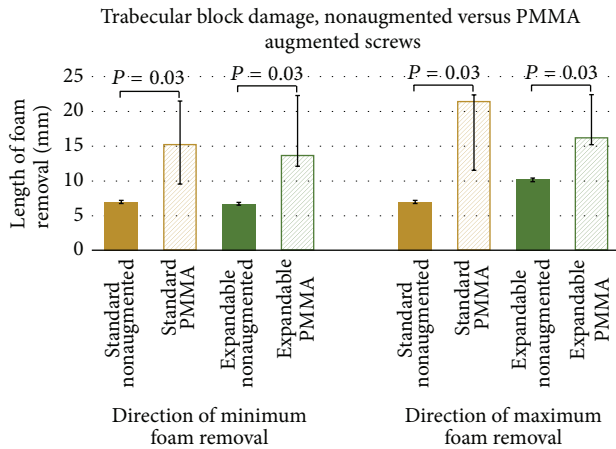 Trabecular block damage, nonaugmented versus PMMA
augmented screws
Length of foam
removal (mm)
25
20
15
10
5
0
P = 0.03
P = 0.03
P = 0.03
P = 0.03
Standard
nonaugmented
Standard
PMMA
Expandable
nonaugmented
Expandable
PMMA
Standard
nonaugmented
Standard
PMMA
Expandable
nonaugmented
Expandable
PMMA
Direction of minimum
foam removal
Direction of maximum
foam removal